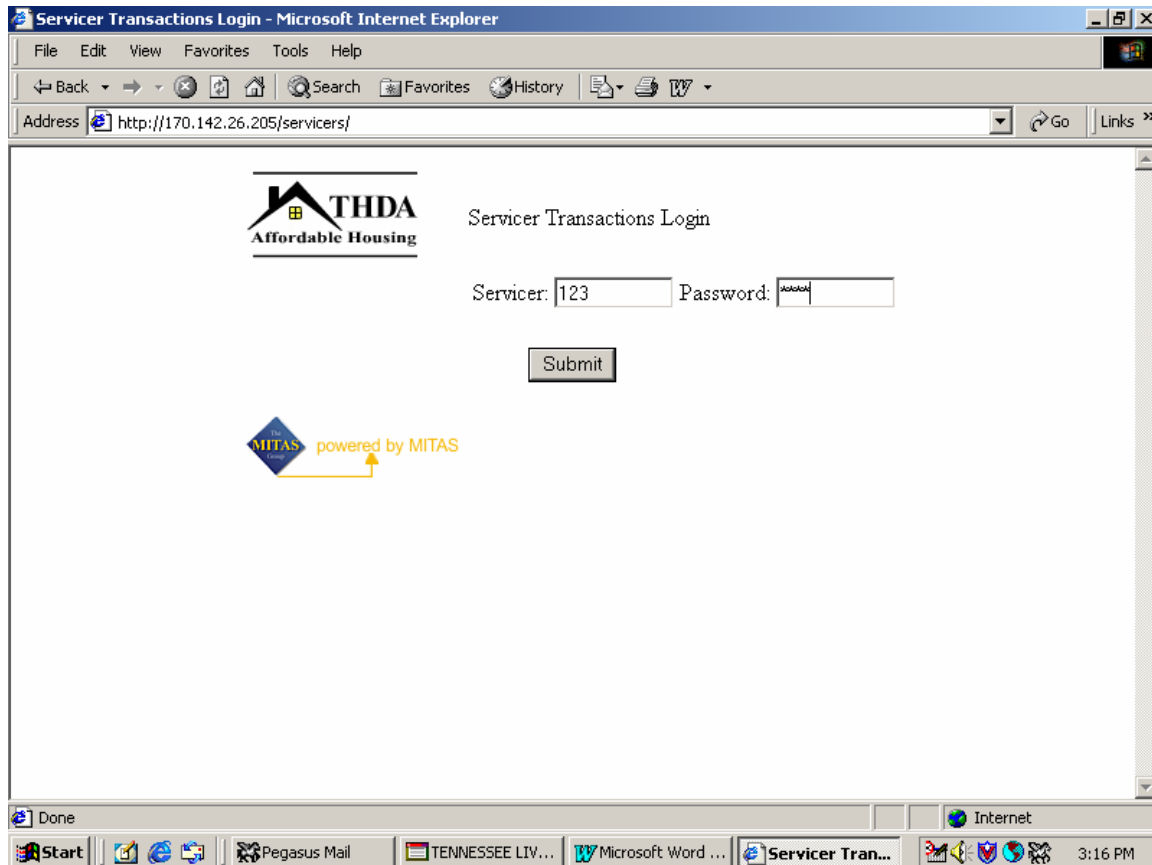 Servicer Transactions Login - Microsoft Internet Explorer
File Edit View Favorites Tools Help
Back Search Favorites History
Address http://170.142.26.205/servicers/ Go Links »
THDA
Affordable Housing
Servicer Transactions Login
Servicer: 123 Password: *****
Submit
The
MITAS
Group
powered by MITAS
Done Internet
Start Pegasus Mail TENNESSEE LIV... Microsoft Word ... Servicer Tran... 3:16 PM